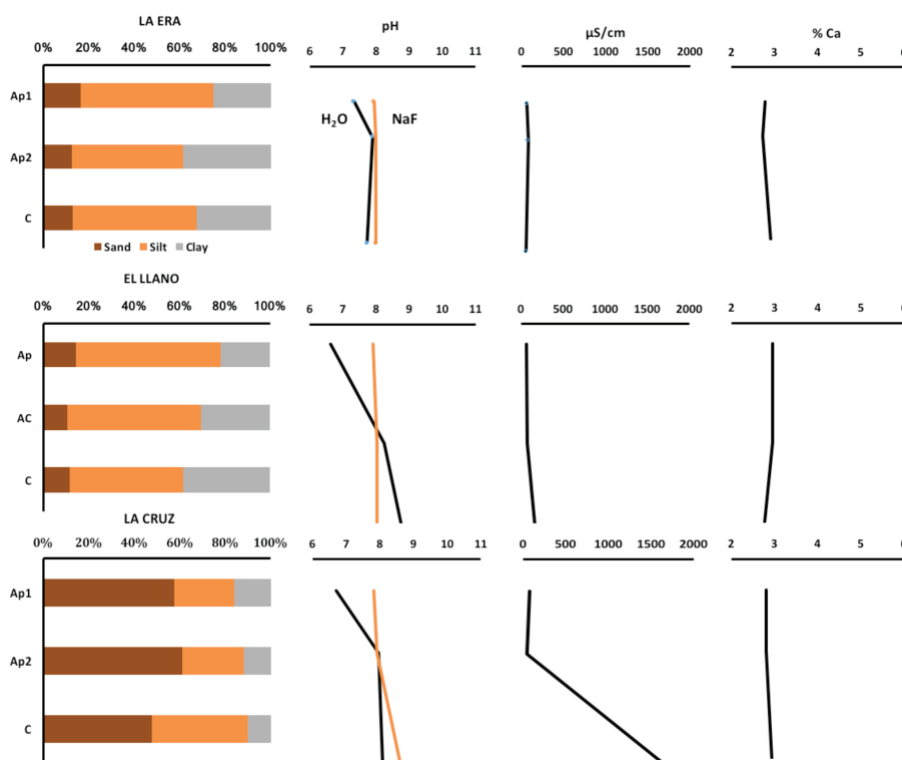 LA ERA
0% 20% 40% 60% 80% 100%
Ap1
Ap2
C
Sand Silt Clay
pH
6 7 8 9 10 11
H₂O NaF
µS/cm
0 500 1000 1500 2000
% Ca
2 3 4 5 6
EL LLANO
0% 20% 40% 60% 80% 100%
Ap
AC
C
6 7 8 9 10 11
0 500 1000 1500 2000
2 3 4 5 6
LA CRUZ
0% 20% 40% 60% 80% 100%
Ap1
Ap2
C
6 7 8 9 10 11
0 500 1000 1500 2000
2 3 4 5